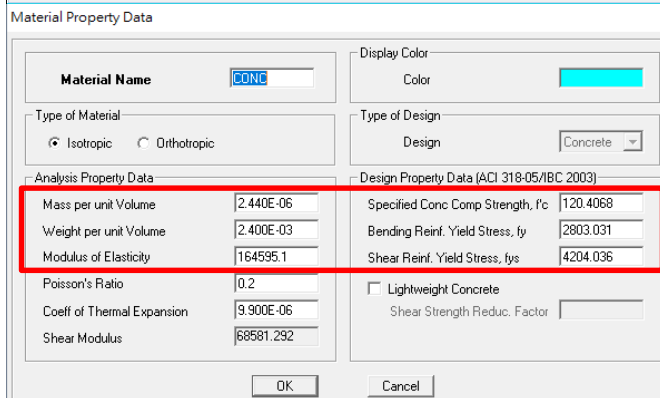 Material Property Data
Material Name
CONC
Display Color
Color
Type of Material
Isotropic
Orthotropic
Type of Design
Design
Concrete
Analysis Property Data
Mass per unit Volume
2.440E-06
Weight per unit Volume
2.400E-03
Modulus of Elasticity
164595.1
Poisson's Ratio
0.2
Coeff of Thermal Expansion
9.900E-06
Shear Modulus
68581.292
Design Property Data (ACI 318-05/IBC 2003)
Specified Conc Comp Strength, f'c
120.4068
Bending Reinf. Yield Stress, fy
2803.031
Shear Reinf. Yield Stress, fys
4204.036
Lightweight Concrete
Shear Strength Reduc. Factor
OK
Cancel